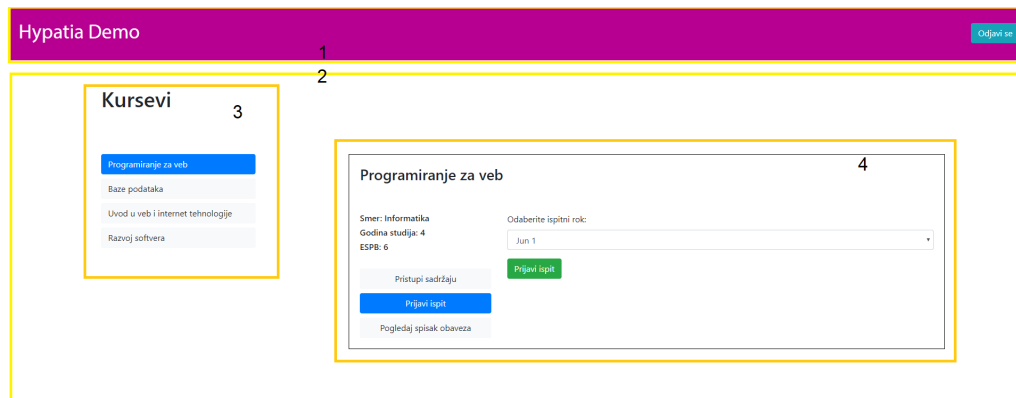 Hypatia Demo
Odjavi se
1
2
Kursevi
3
Programiranje za veb
Baze podataka
Uvod u veb i internet tehnologije
Razvoj softvera
4
Programiranje za veb
Smer: Informatika
Godina studija: 4
ESPB: 6
Pristupi sadržaju
Prijavi ispit
Pogledaj spisak obaveza
Odaberite ispitni rok:
Jun 1
Prijavi ispit